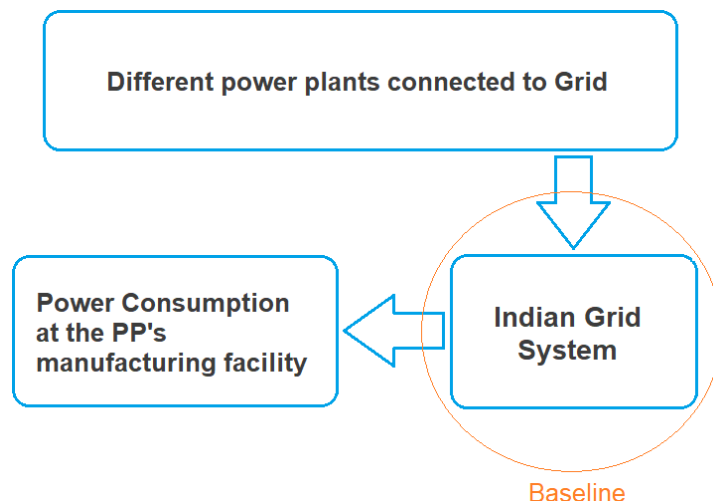 Different power plants connected to Grid
Power Consumption
at the PP's
manufacturing facility
Indian Grid
System
Baseline